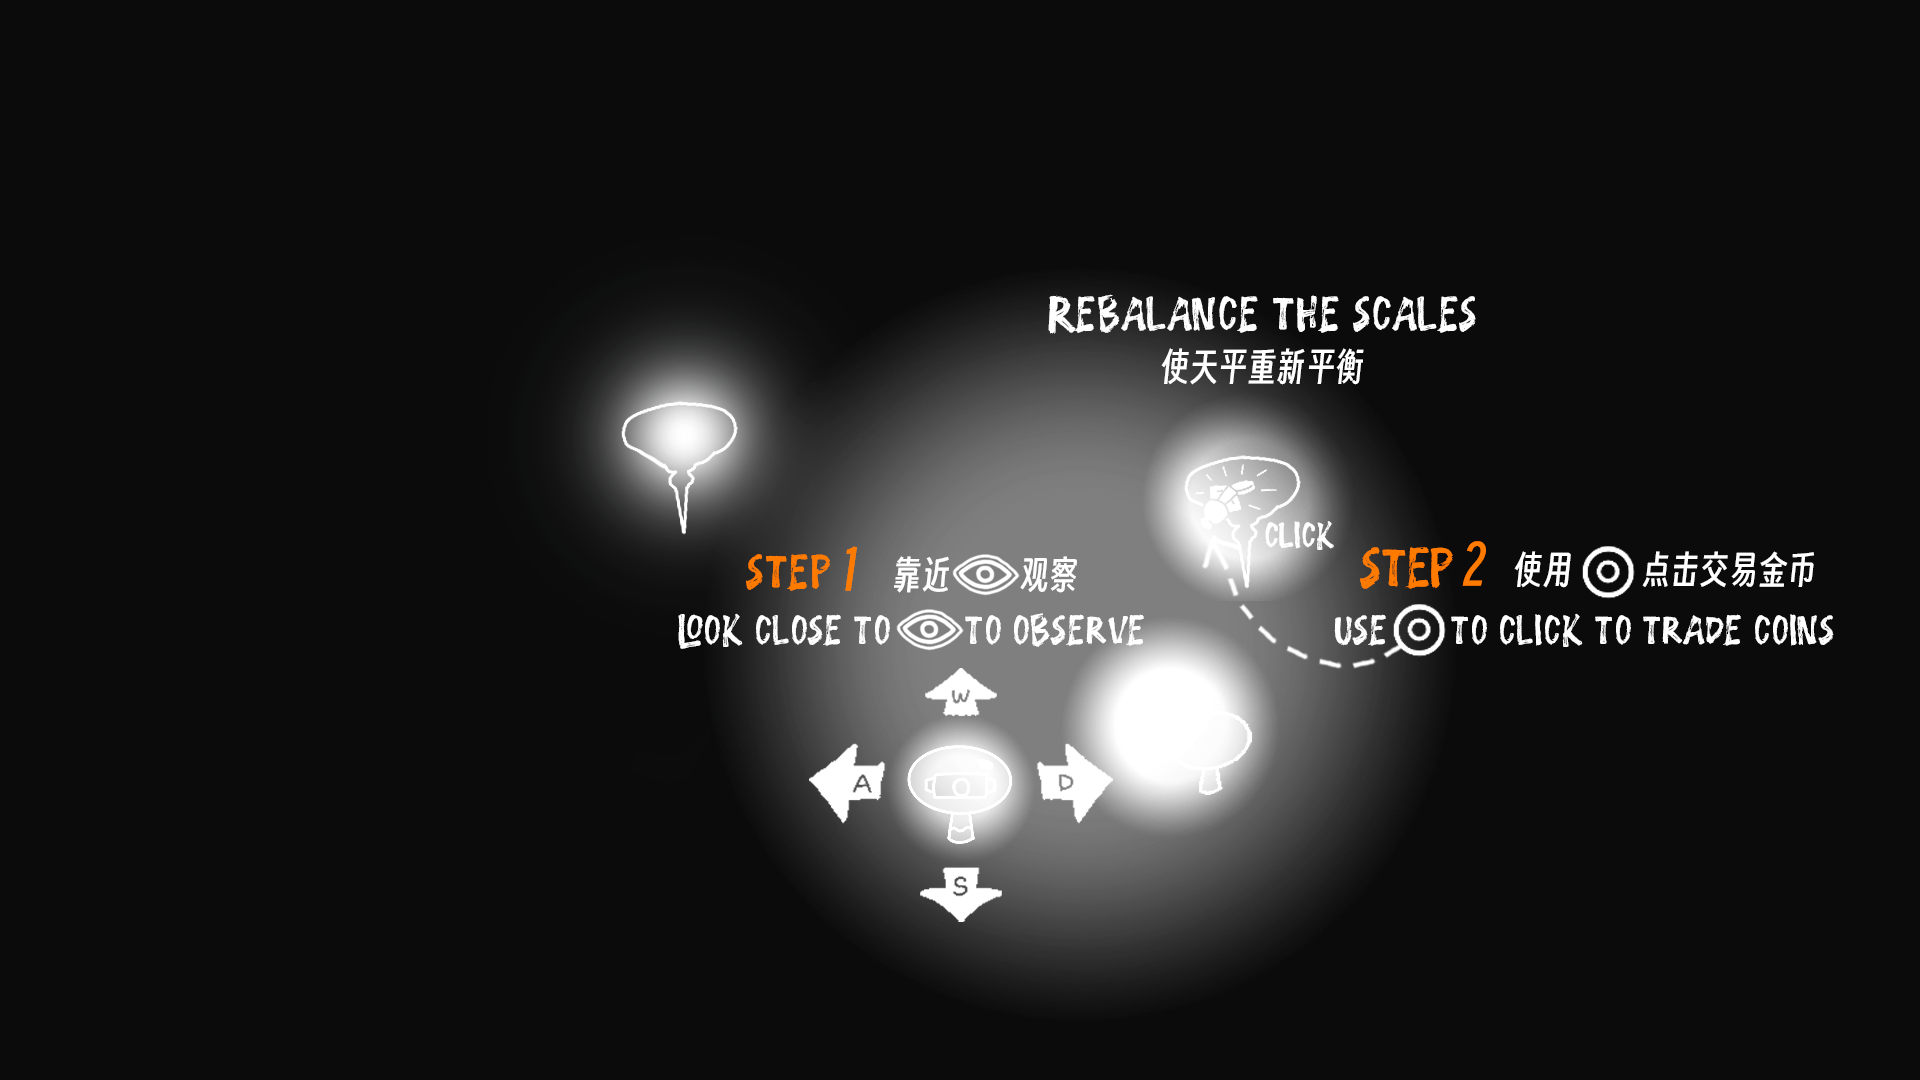 REBALANCE THE SCALES
使天平重新平衡
CLICK
STEP 1 靠近 观察
LOOK CLOSE TO TO OBSERVE
STEP 2 使用 点击交易金币
USE TO CLICK TO TRADE COINS
W
A
D
S